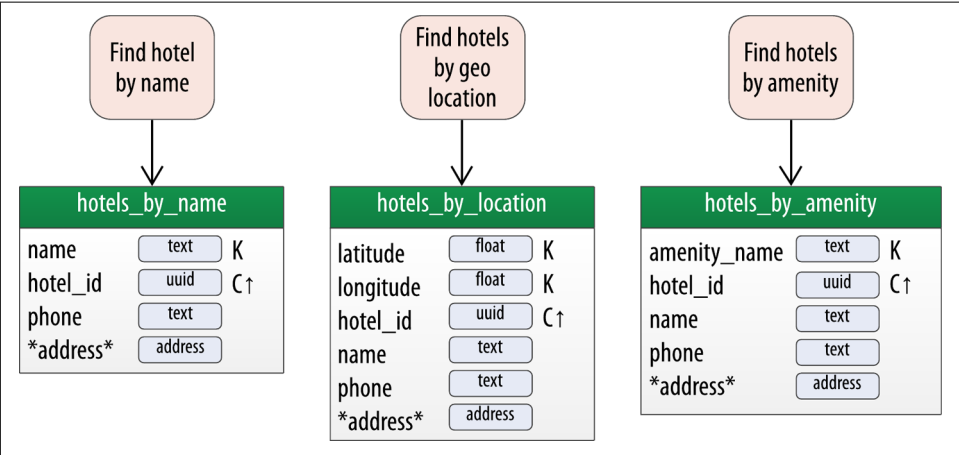 Find hotel
by name
Find hotels
by geo
location
Find hotels
by amenity
hotels_by_name
name text K
hotel_id uuid C↑
phone text
*address* address
hotels_by_location
latitude float K
longitude float K
hotel_id uuid C↑
name text
phone text
*address* address
hotels_by_amenity
amenity_name text K
hotel_id uuid C↑
name text
phone text
*address* address